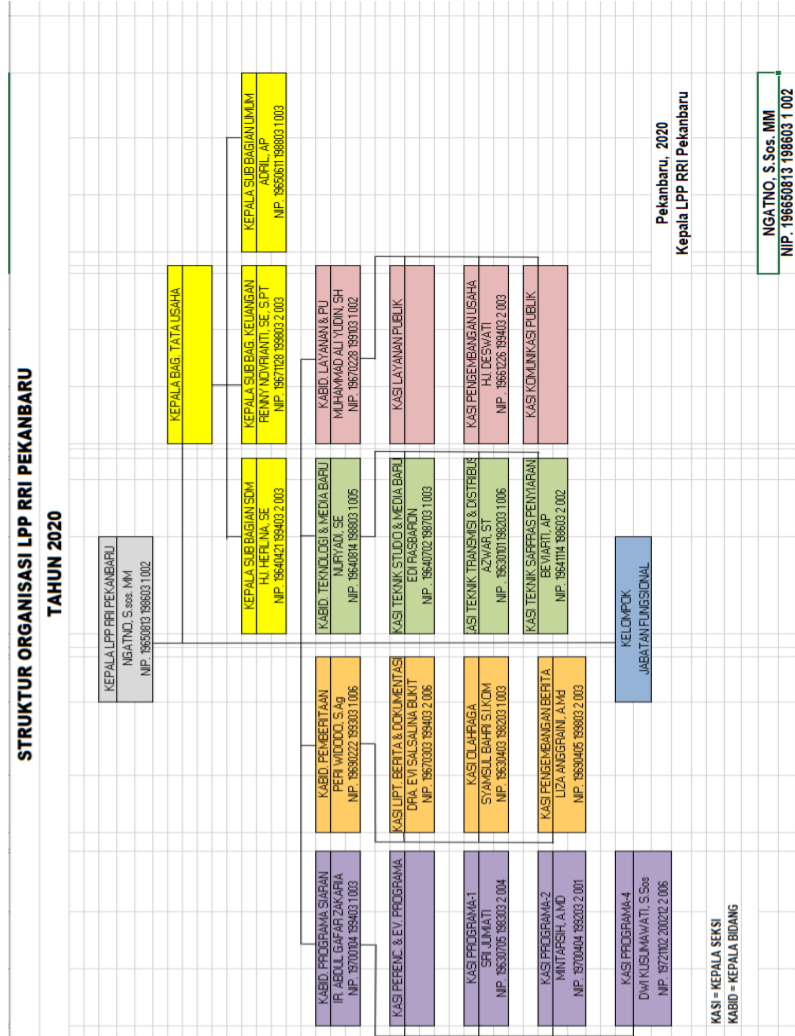 STRUKTUR ORGANISASI LPP RRI PEKANBARU
TAHUN 2020
KEPALA LPP RRI PEKANBARU
NGATNO, S.sos. MM
NIP. 19650813 198603 1 002
KEPALA BAG. TATA USAHA
KEPALA SUB BAGIAN SDM
HJ. HERLINA, SE
NIP. 19640421 199403 2 003
KEPALA SUB BAG. KEUANGAN
RENNY NOVRIANTI, SE, S.PT
NIP. 19671128 199803 2 003
KEPALA SUB BAGIAN UMUM
ADRIL, AP
NIP. 19650611 198803 1 003
KABID. PROGRAMA SIARAN
IR. ABDUL GAFAR ZAKARIA
NIP. 19700104 199403 1 003
KABID. PEMBERITAAN
PERI WIDODO, S.Ag
NIP. 19690222 199303 1 006
KABID. TEKNOLOGI & MEDIA BARU
NURYADI, SE
NIP. 19640814 198803 1 005
KABID. LAYANAN & PU
MUHAMMAD ALI YUDIN, SH
NIP. 19670228 199103 1 002
KASI PERENC. & EV. PROGRAMA
KASI LIPT. BERITA & DOKUMENTASI
DRA. EVI SALSALINA BUKIT
NIP. 19670303 199403 2 006
KASI TEKNIK STUDO & MEDIA BARU
EDI RASBARON
NIP. 19640702 198703 1 003
KASI LAYANAN PUBLIK
KASI PROGRAMA-1
SRI JUMIATI
NIP. 19630705 198303 2 004
KASI OLAHRAGA
SYAMSUL BAHRI S.I.KOM
NIP. 19630403 198203 1 003
KASI TEKNIK TRANSMISI & DISTRIBUS
AZWAR, ST
NIP. 19630101 198203 1 006
KASI PENGEMBANGAN USAHA
HJ. DESWATI
NIP. 19661226 199403 2 003
KASI PROGRAMA-2
MINTARSIH, A.MD
NIP. 19700404 199203 2 001
KASI PENGEMBANGAN BERITA
LIZA ANGGRAINI, A.Md
NIP. 19690405 199803 2 003
KASI TEKNIK SARPRAS PENYIARAN
BEVIARTI, AP
NIP. 19641114 198603 2 002
KASI KOMUNIKASI PUBLIK
KASI PROGRAMA-4
DWI KUSUMAWATI, S.Sos
NIP. 19721102 200212 2 006
KELOMPOK
JABATAN FUNGSIONAL
KASI = KEPALA SEKSI
KABID = KEPALA BIDANG
Pekanbaru, 2020
Kepala LPP RRI Pekanbaru
NGATNO, S.Sos. MM
NIP. 196650813 198603 1 002